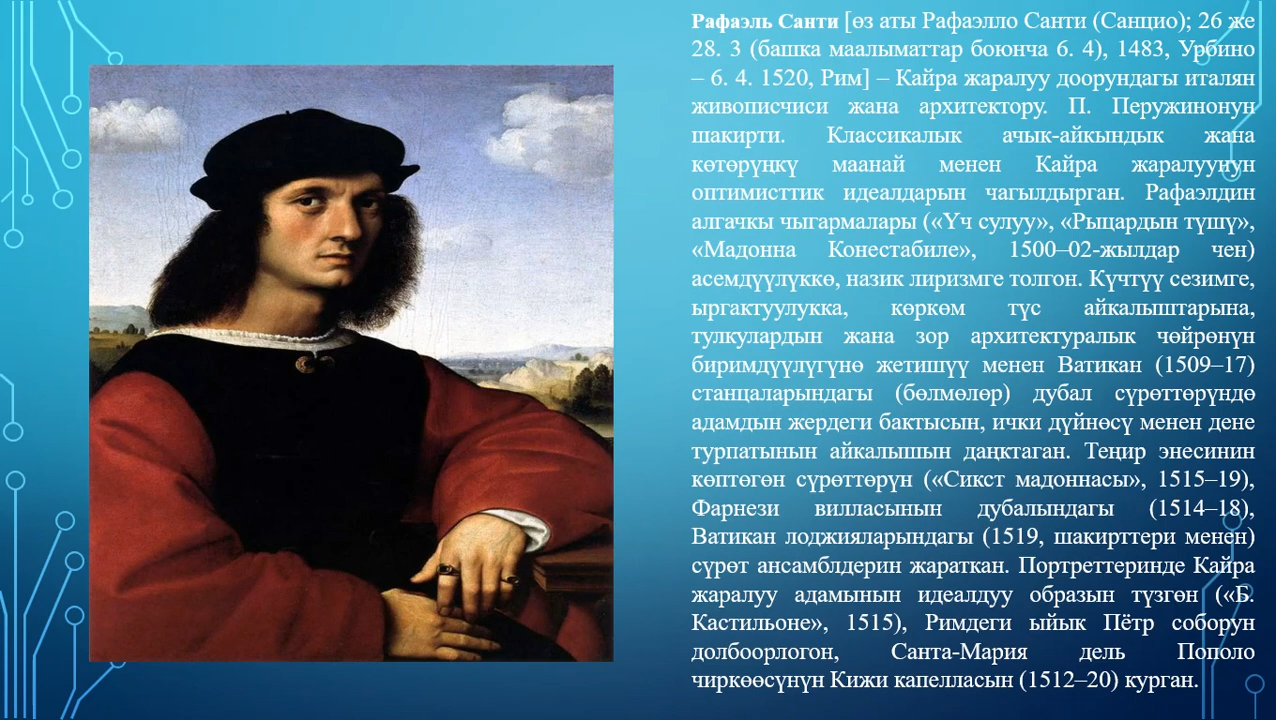 Рафаэль Санти [өз аты Рафаэлло Санти (Санцио); 26 же
28. 3 (башка маалыматтар боюнча 6. 4), 1483, Урбино
– 6. 4. 1520, Рим] – Кайра жаралуу доорундагы италян
живописчиси жана архитектору. П. Перужинонун
шакирти. Классикалык ачык-айкындык жана
көтөрүңкү маанай менен Кайра жаралуунун
оптимисттик идеалдарын чагылдырган. Рафаэлдин
алгачкы чыгармалары («Үч сулуу», «Рыцардын түшү»,
«Мадонна Конестабиле», 1500–02-жылдар чен)
асемдүүлүккө, назик лиризмге толгон. Күчтүү сезимге,
ыргактуулукка, көркөм түс айкалыштарына,
тулкулардын жана зор архитектуралык чөйрөнүн
биримдүүлүгүнө жетишүү менен Ватикан (1509–17)
станцаларындагы (бөлмөлөр) дубал сүрөттөрүндө
адамдын жердеги бактысын, ички дүйнөсү менен дене
турпатынын айкалышын даңктаган. Теңир энесинин
көптөгөн сүрөттөрүн («Сикст мадоннасы», 1515–19),
Фарнези вилласынын дубалындагы (1514–18),
Ватикан лоджияларындагы (1519, шакирттери менен)
сүрөт ансамблдерин жараткан. Портреттеринде Кайра
жаралуу адамынын идеалдуу образын түзгөн («Б.
Кастильоне», 1515), Римдеги ыйык Пётр соборун
долбоорлогон, Санта-Мария дель Пополо
чиркөөсүнүн Кижи капелласын (1512–20) курган.